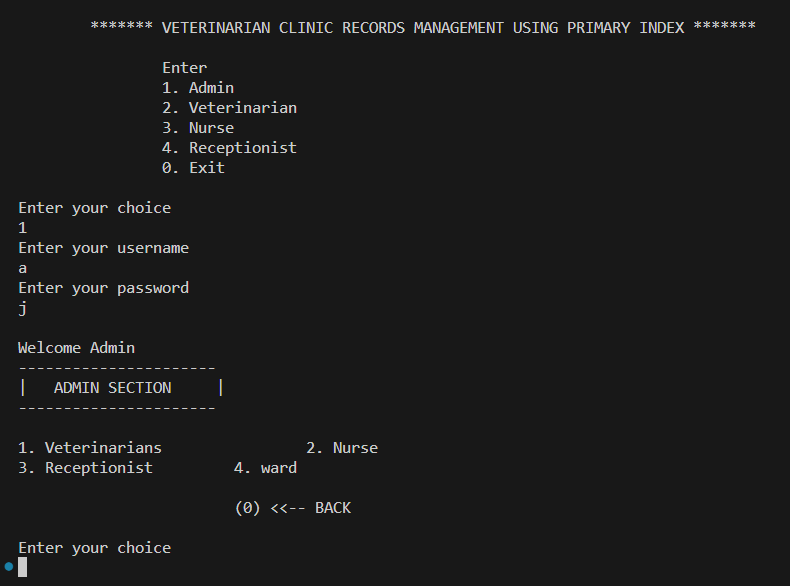 ******* VETERINARIAN CLINIC RECORDS MANAGEMENT USING PRIMARY INDEX *******
Enter
1. Admin
2. Veterinarian
3. Nurse
4. Receptionist
0. Exit
Enter your choice
1
Enter your username
a
Enter your password
j
Welcome Admin
----------------------
|   ADMIN SECTION     |
----------------------
1. Veterinarians                2. Nurse
3. Receptionist         4. ward
(0) <<-- BACK
Enter your choice